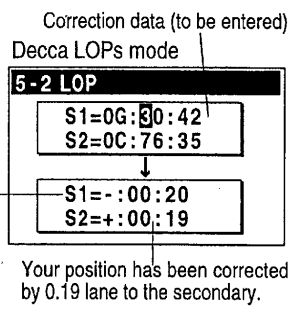 Correction data (to be entered)
Decca LOPs mode
5-2 LOP
S1=0G:30:42
S2=0C:76:35
S1=-:00:20
S2=+:00:19
Your position has been corrected
by 0.19 lane to the secondary.